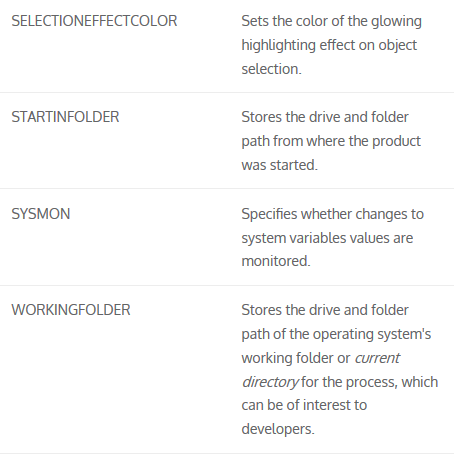 SELECTIONEFFECTCOLOR
Sets the color of the glowing
highlighting effect on object
selection.
STARTINFOLDER
Stores the drive and folder
path from where the product
was started.
SYSMON
Specifies whether changes to
system variables values are
monitored.
WORKINGFOLDER
Stores the drive and folder
path of the operating system's
working folder or current
directory for the process, which
can be of interest to
developers.